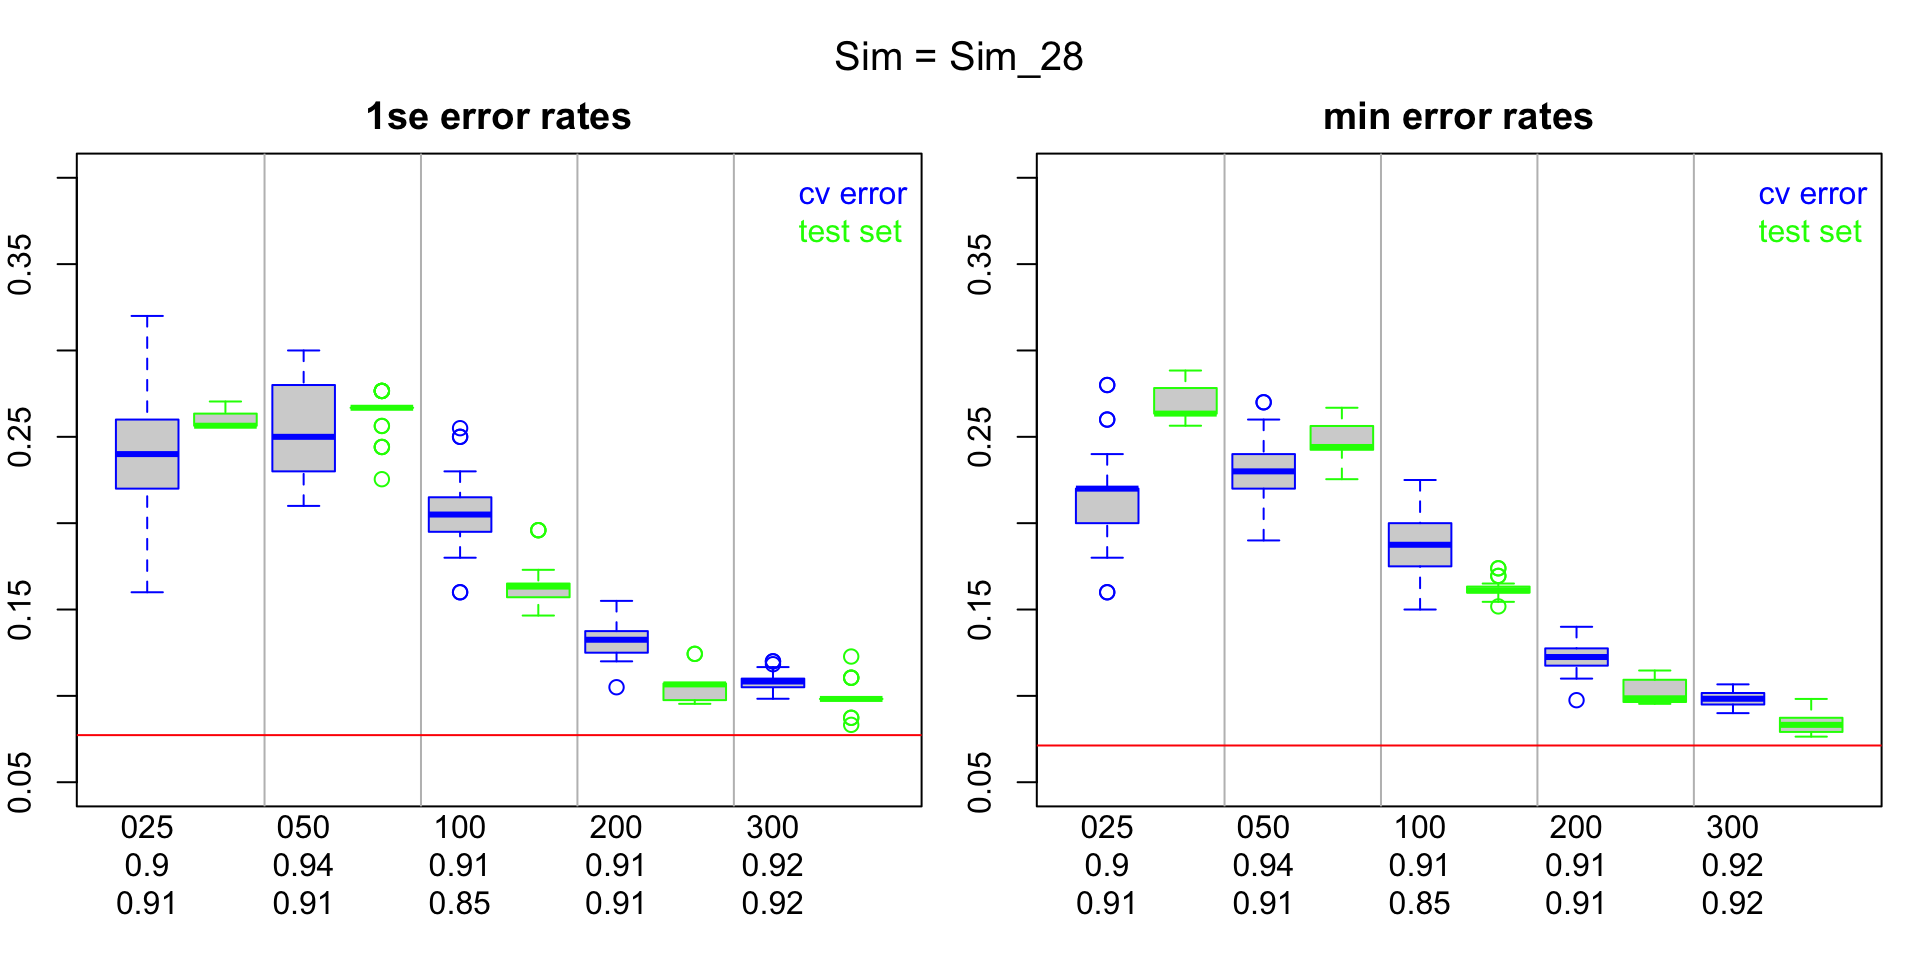 Sim = Sim_28
1se error rates
cv error
test set
0.35
0.25
0.15
0.05
025 050 100 200 300
0.9 0.94 0.91 0.91 0.92
0.91 0.91 0.85 0.91 0.92
min error rates
cv error
test set
0.35
0.25
0.15
0.05
025 050 100 200 300
0.9 0.94 0.91 0.91 0.92
0.91 0.91 0.85 0.91 0.92